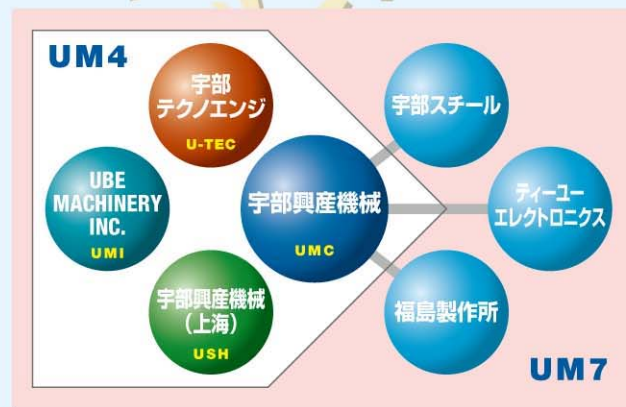 UM4
宇部
テクノエンジ
U-TEC
UBE
MACHINERY
INC.
UMI
宇部興産機械
UMC
宇部興産機械
(上海)
USH
宇部スチール
ティーユー
エレクトロニクス
福島製作所
UM7